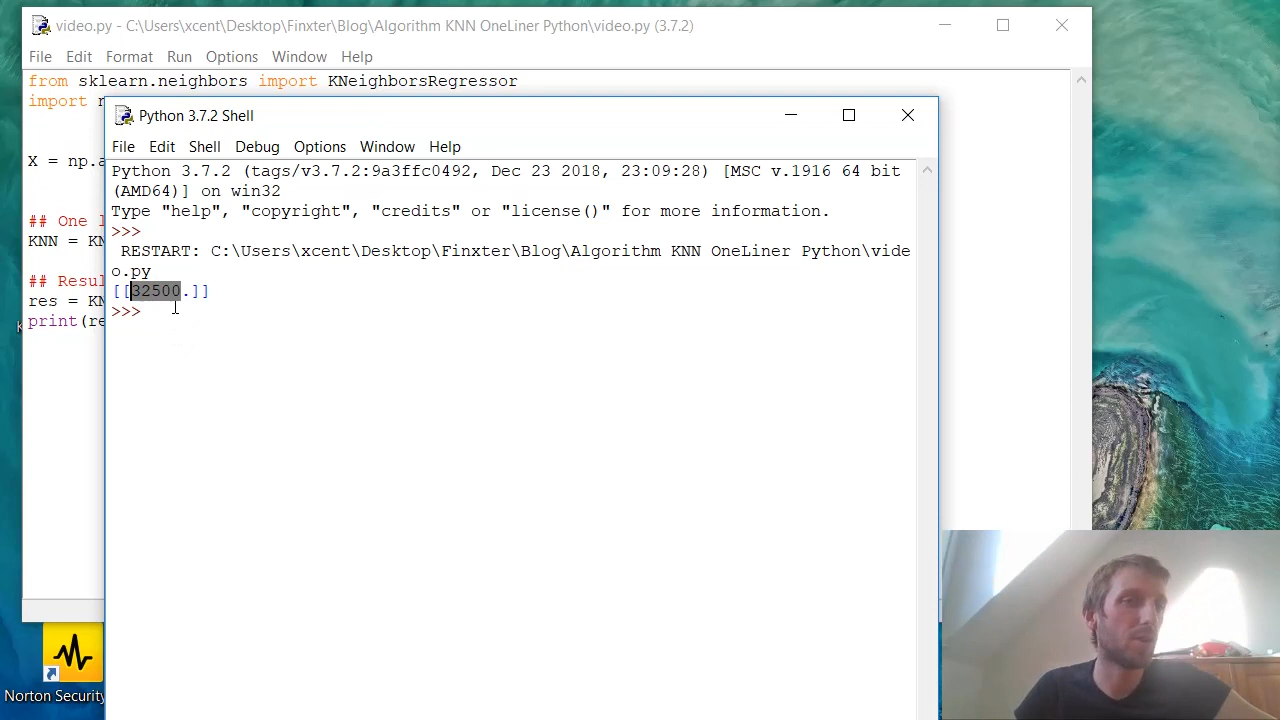 video.py - C:\Users\xcent\Desktop\Finxter\Blog\Algorithm KNN OneLiner Python\video.py (3.7.2)
File Edit Format Run Options Window Help
from sklearn.neighbors import KNeighborsRegressor
import n
X = np.a
## One l
KNN = KN
## Resul
res = KN
print(re
Python 3.7.2 Shell
File Edit Shell Debug Options Window Help
Python 3.7.2 (tags/v3.7.2:9a3ffc0492, Dec 23 2018, 23:09:28) [MSC v.1916 64 bit
(AMD64)] on win32
Type "help", "copyright", "credits" or "license()" for more information.
>>>
RESTART: C:\Users\xcent\Desktop\Finxter\Blog\Algorithm KNN OneLiner Python\vide
o.py
[[32500.]]
>>>
Norton Security